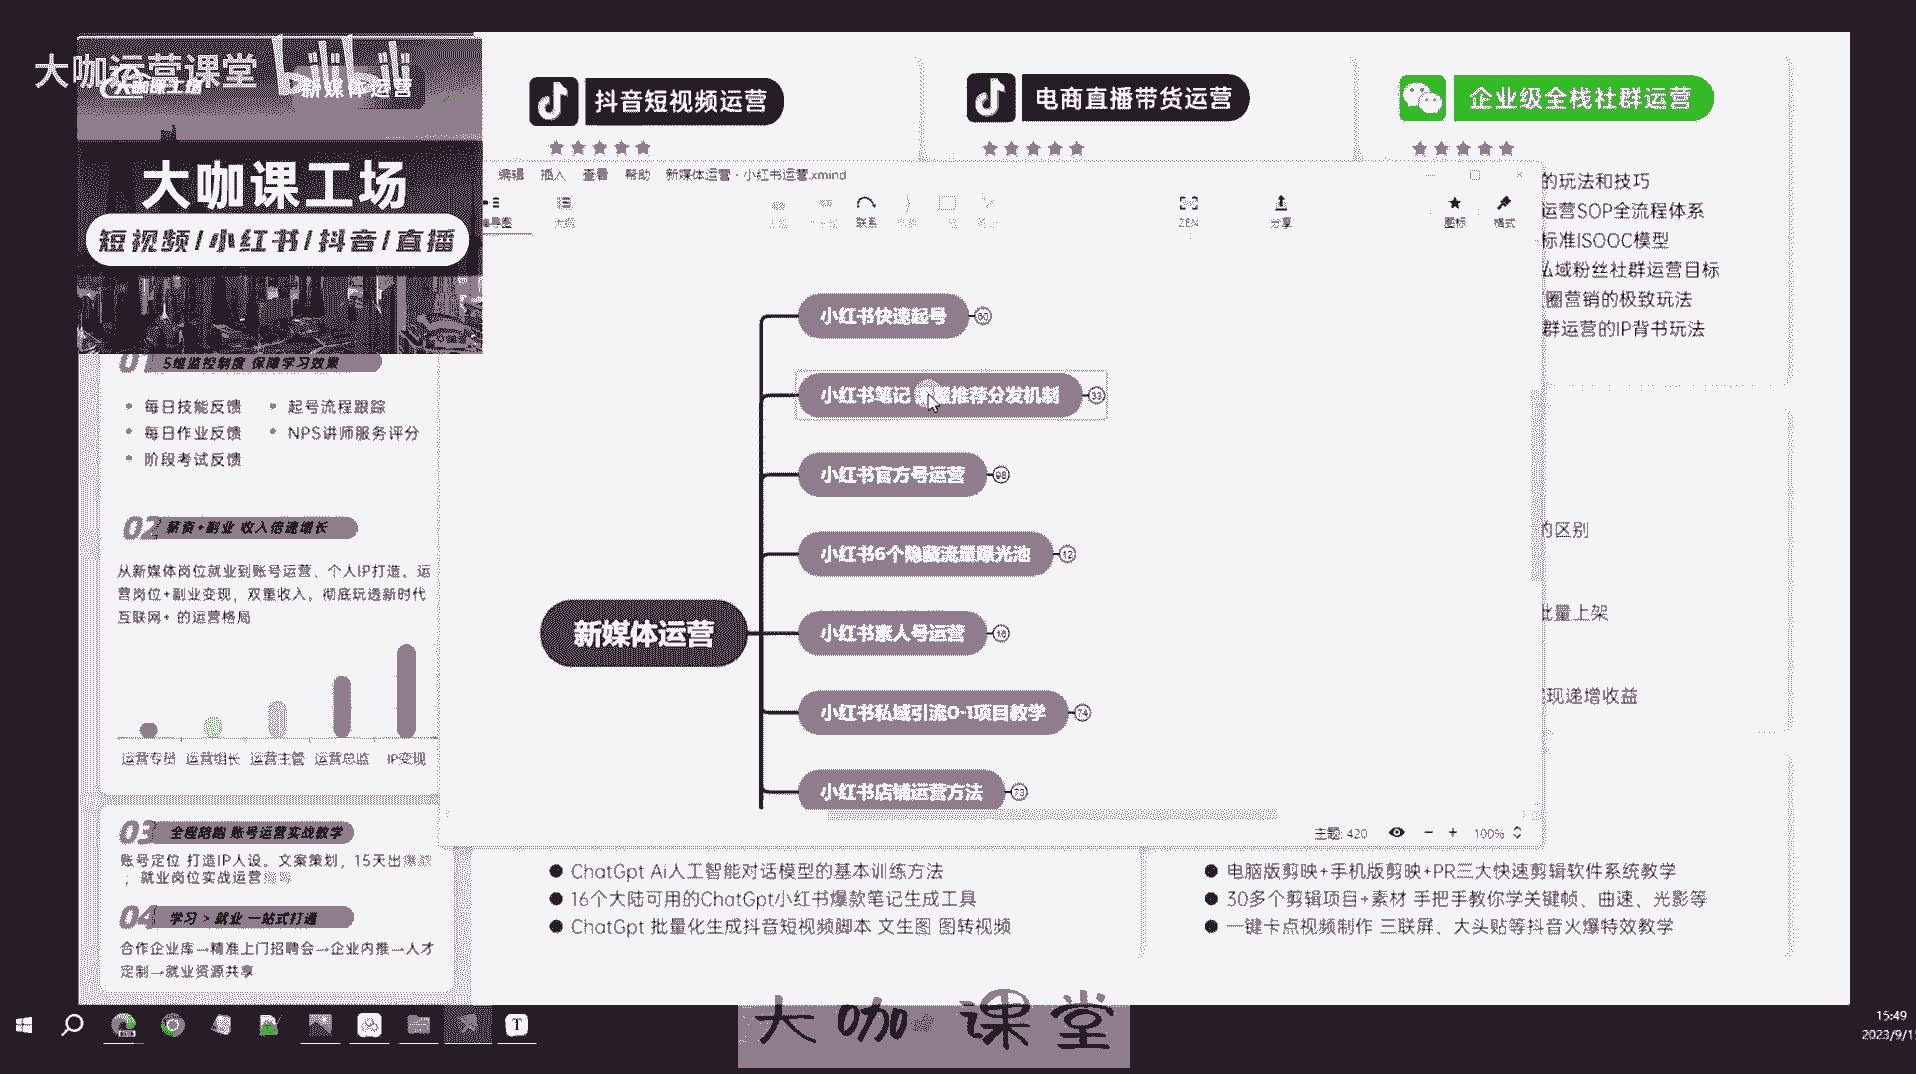 大咖运营课堂
新媒体运营
大咖课工场
短视频/小红书/抖音/直播
抖音短视频运营
电商直播带货运营
企业级全栈社群运营
编辑 插入 查看 帮助 新媒体运营·小红书运营.xmind
大纲 联系 ZEN 分享 图标 格式
的玩法和技巧
运营SOP全流程体系
标准ISOOC模型
私域粉丝社群运营目标
圈营销的极致玩法
群运营的IP背书玩法
的区别
批量上架
现递增收益
新媒体运营
小红书快速起号 60
小红书笔记 推荐分发机制 33
小红书官方号运营 98
小红书6个隐藏流量曝光池 12
小红书素人号运营 16
小红书私域引流0-1项目教学 74
小红书店铺运营方法 73
主题: 420 100%
01 5维监控制度 保障学习效果
每日技能反馈 起号流程跟踪
每日作业反馈 NPS讲师服务评分
阶段考试反馈
02 薪资+副业 收入倍速增长
从新媒体岗位就业到账号运营、个人IP打造。运
营岗位+副业变现，双重收入。彻底玩透新时代
互联网+ 的运营格局
运营专员 运营组长 运营主管 运营总监 IP变现
03 全程陪跑 账号运营实战教学
账号定位 打造IP人设。文案策划，15天出爆款
；就业岗位实战运营
04 学习 > 就业 一站式打通
合作企业库→精准上门招聘会→企业内推→人才
定制→就业资源共享
ChatGpt Ai人工智能对话模型的基本训练方法
16个大陆可用的ChatGpt小红书爆款笔记生成工具
ChatGpt 批量化生成抖音短视频脚本 文生图 图转视频
电脑版剪映+手机版剪映+PR三大快速剪辑软件系统教学
30多个剪辑项目+素材 手把手教你学关键帧、曲速、光影等
一键卡点视频制作 三联屏、大头贴等抖音火爆特效教学
大咖 课堂
15:49
2023/9/1